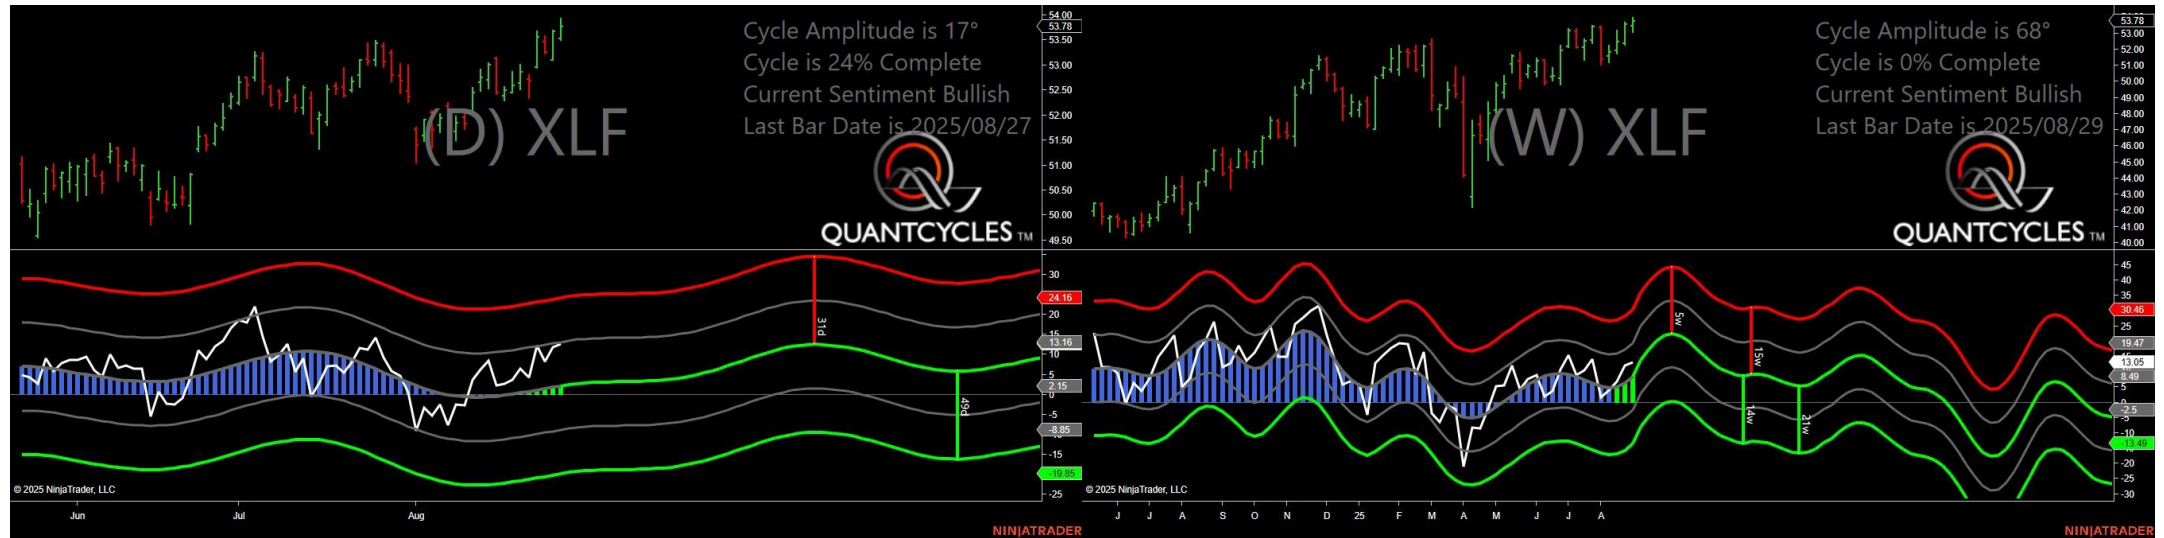 Cycle Amplitude is 17°
Cycle is 24% Complete
Current Sentiment Bullish
Last Bar Date is 2025/08/27
(D) XLF
QUANTCYCLES TM
54.00
53.78
53.50
53.00
52.50
52.00
51.50
51.00
50.50
50.00
49.50
30
24.16
20
13.16
10
5
2.15
0
-5
-8.85
-15
-19.85
-25
31d
49d
© 2025 NinjaTrader, LLC
Jun Jul Aug
NINJATRADER
Cycle Amplitude is 68°
Cycle is 0% Complete
Current Sentiment Bullish
Last Bar Date is 2025/08/29
(W) XLF
QUANTCYCLES TM
53.78
53.00
52.00
51.00
50.00
49.00
48.00
47.00
46.00
45.00
44.00
43.00
42.00
41.00
40.00
45
40
35
30.46
25
19.47
13.05
8.49
5
-2.5
-5
-10
-13.49
-20
-25
-30
5w
15w
14w
21w
© 2025 NinjaTrader, LLC
J J A S O N D 25 F M A M J J A
NINJATRADER